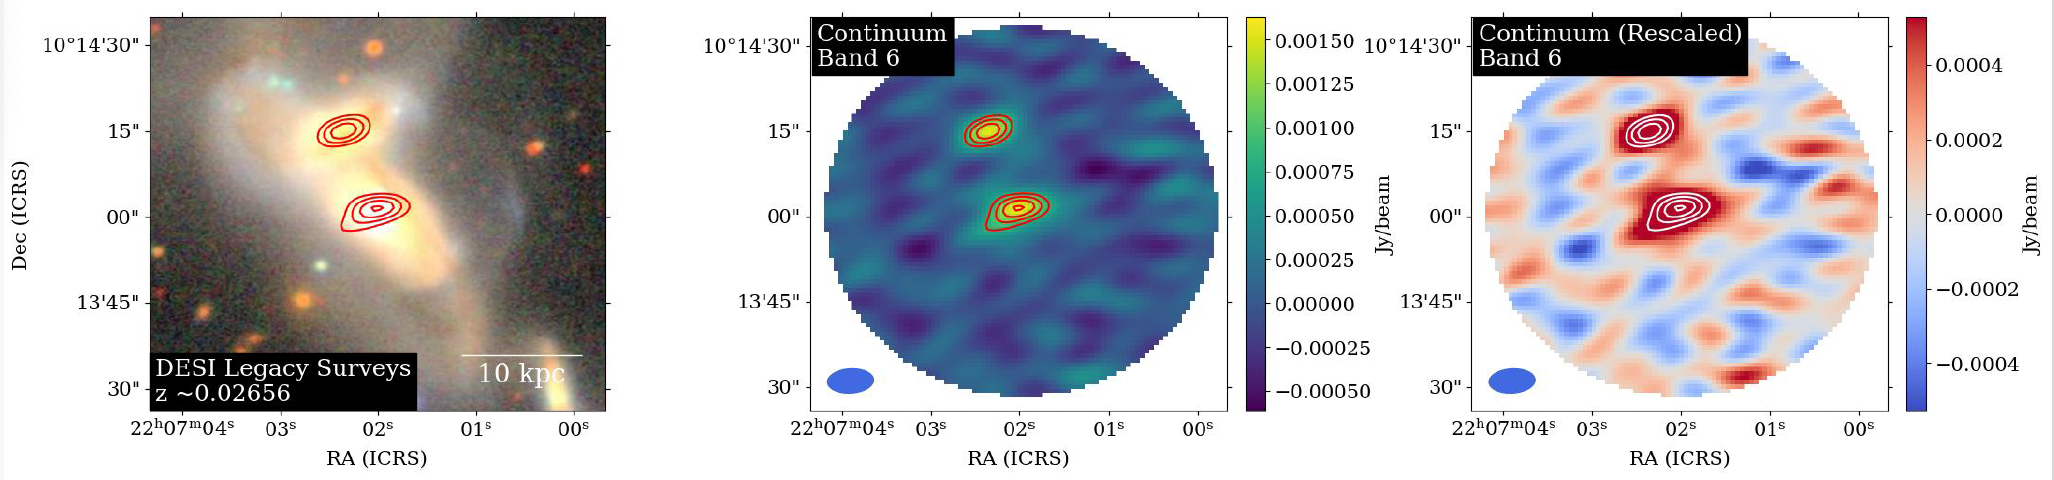 Dec (ICRS)
10°14'30"
15"
00"
13'45"
30"
DESI Legacy Surveys
z ~0.02656
10 kpc
22ʰ07ᵐ04ˢ 03ˢ 02ˢ 01ˢ 00ˢ
RA (ICRS)
Continuum
Band 6
10°14'30"
15"
00"
13'45"
30"
22ʰ07ᵐ04ˢ 03ˢ 02ˢ 01ˢ 00ˢ
RA (ICRS)
0.00150
0.00125
0.00100
0.00075
0.00050
0.00025
0.00000
−0.00025
−0.00050
Jy/beam
Continuum (Rescaled)
Band 6
10°14'30"
15"
00"
13'45"
30"
22ʰ07ᵐ04ˢ 03ˢ 02ˢ 01ˢ 00ˢ
RA (ICRS)
0.0004
0.0002
0.0000
−0.0002
−0.0004
Jy/beam